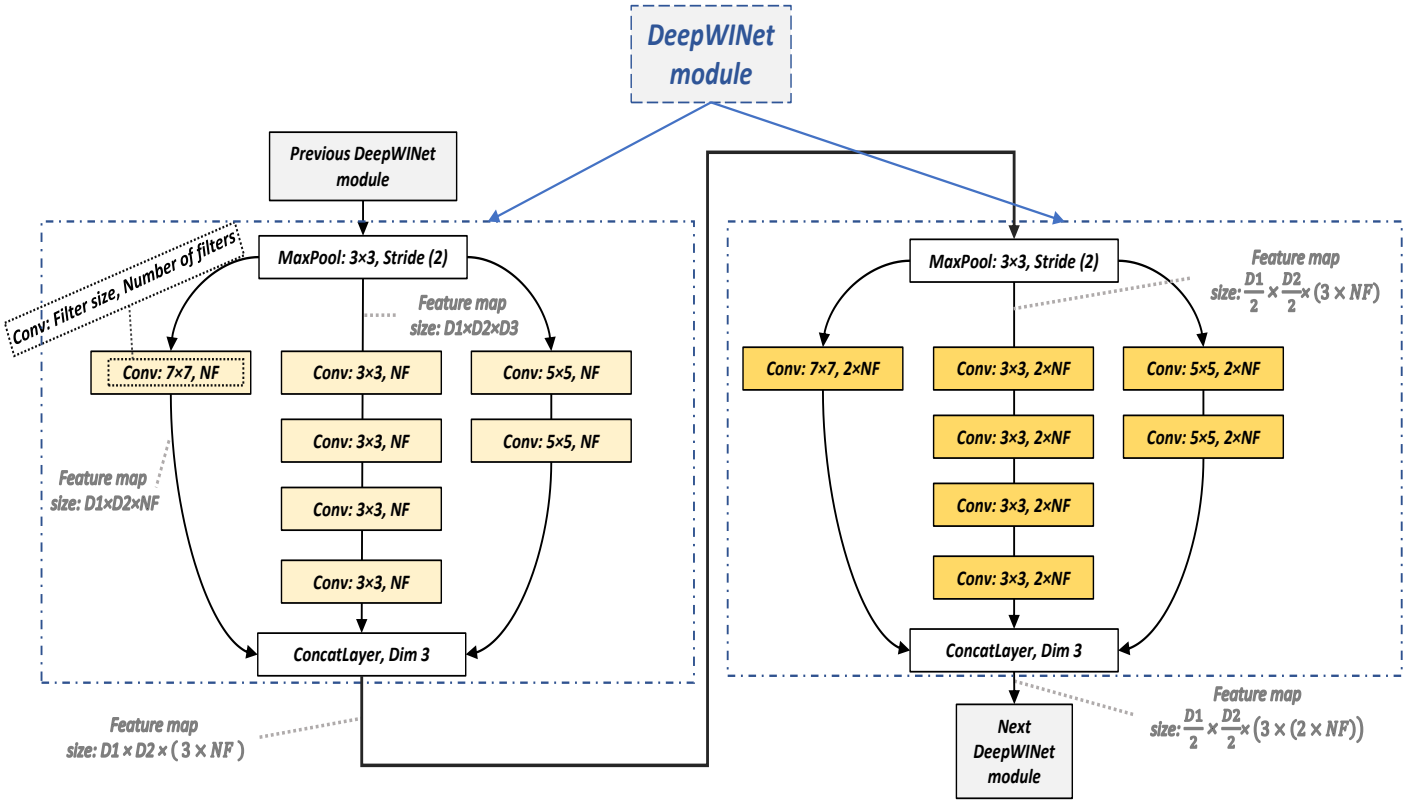 DeepWINet
module
Previous DeepWINet
module
MaxPool: 3×3, Stride (2)
Conv: Filter size, Number of filters
Feature map
size: D1×D2×D3
Conv: 7×7, NF
Conv: 3×3, NF
Conv: 5×5, NF
Conv: 3×3, NF
Conv: 5×5, NF
Feature map
size: D1×D2×NF
Conv: 3×3, NF
Conv: 3×3, NF
ConcatLayer, Dim 3
Feature map
size: D1 × D2 × ( 3 × NF )
MaxPool: 3×3, Stride (2)
Feature map
size: D1/2 × D2/2 × (3 × NF)
Conv: 7×7, 2×NF
Conv: 3×3, 2×NF
Conv: 5×5, 2×NF
Conv: 3×3, 2×NF
Conv: 5×5, 2×NF
Conv: 3×3, 2×NF
Conv: 3×3, 2×NF
ConcatLayer, Dim 3
Feature map
size: D1/2 × D2/2 × (3 × (2 × NF))
Next
DeepWINet
module